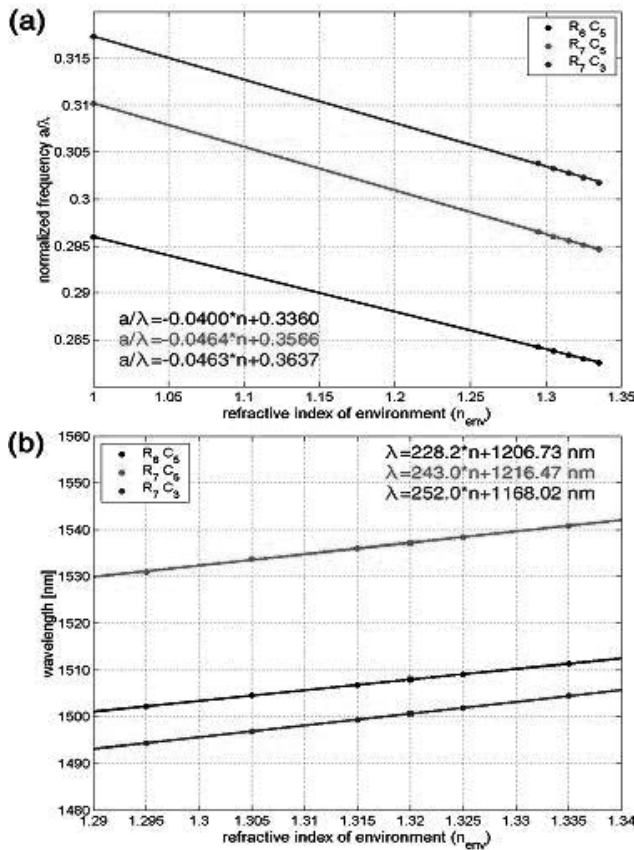 (a)
R6 C5
R7 C5
R7 C3
0.315
0.31
0.305
0.3
0.295
0.29
0.285
normalized frequency a/λ
a/λ=-0.0400*n+0.3360
a/λ=-0.0464*n+0.3566
a/λ=-0.0463*n+0.3637
1 1.05 1.1 1.15 1.2 1.25 1.3 1.35
refractive index of environment (nenv)
(b)
R6 C5
R7 C5
R7 C3
λ=228.2*n+1206.73 nm
λ=243.0*n+1216.47 nm
λ=252.0*n+1168.02 nm
1560
1550
1540
1530
1520
1510
1500
1490
1480
wavelength [nm]
1.29 1.295 1.3 1.305 1.31 1.315 1.32 1.325 1.33 1.335 1.34
refractive index of environment (nenv)